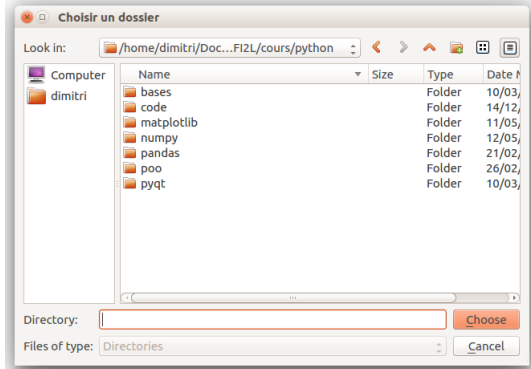 Choisir un dossier
Look in: /home/dimitri/Doc...FI2L/cours/python
Computer
dimitri
Name Size Type Date
bases Folder 10/03/
code Folder 14/12/
matplotlib Folder 11/05/
numpy Folder 12/05/
pandas Folder 21/02/
poo Folder 26/02/
pyqt Folder 10/03/
Directory: Choose
Files of type: Directories Cancel